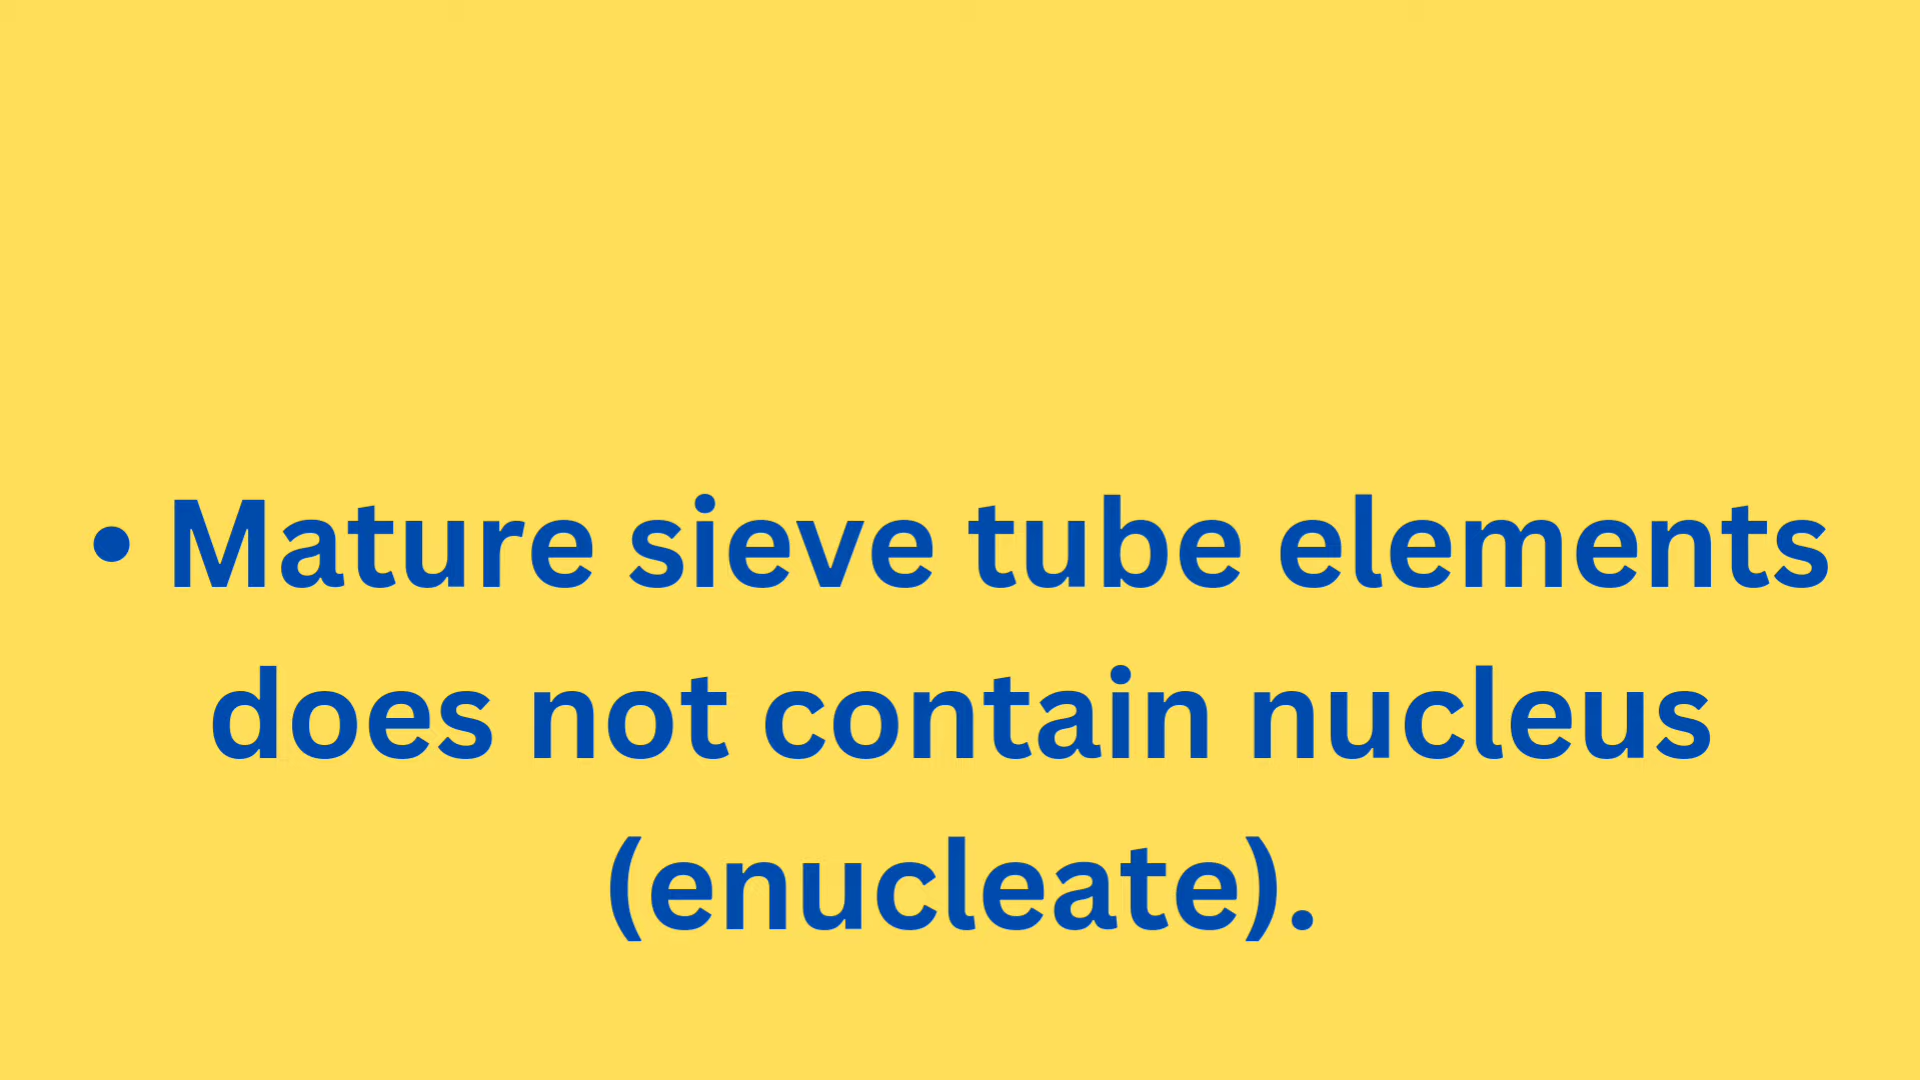 • Mature sieve tube elements
does not contain nucleus
(enucleate).